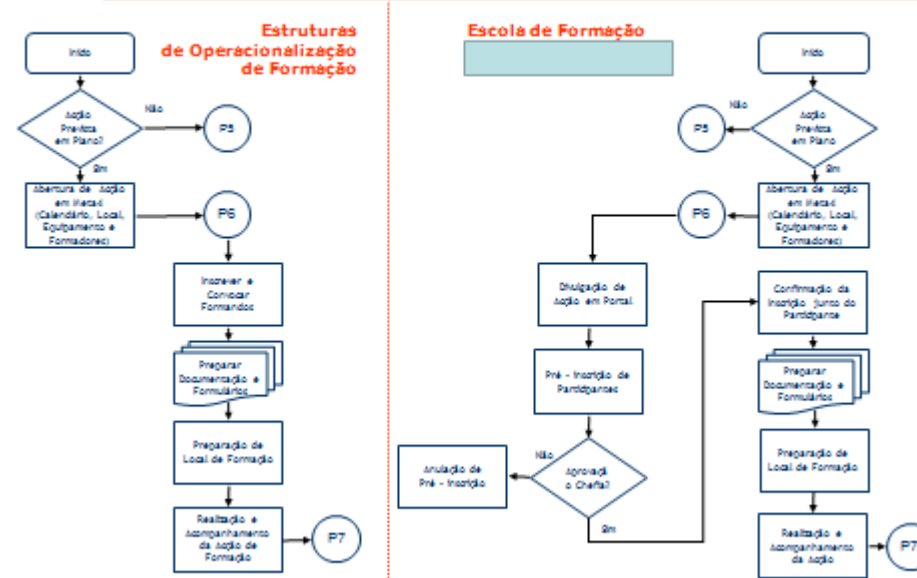 Estruturas
de Operacionalização
de Formação
Início
Acção
Prevista
em Plano?
Não
P5
Sim
Abertura de Acção
em Metas4
(Calendário, Local,
Equipamento e
Formadores)
P6
Inscrever e
Convocar
Formandos
Preparar
Documentação e
Formulários
Preparação de
Local de Formação
Realização e
Acompanhamento
da Acção de
Formação
P7
Escola de Formação
Início
Acção
Prevista
em Plano
Não
P5
Sim
Abertura de Acção
em Metas4
(Calendário, Local,
Equipamento e
Formadores)
P6
Divulgação de
Acção em Portal
Pré - Inscrição de
Participantes
Aprovaçã
o Chefia?
Não
Anulação de
Pré - Inscrição
Sim
Confirmação da
Inscrição junto do
Participante
Preparar
Documentação e
Formulários
Preparação de
Local de Formação
Realização e
Acompanhamento
da Acção
P7